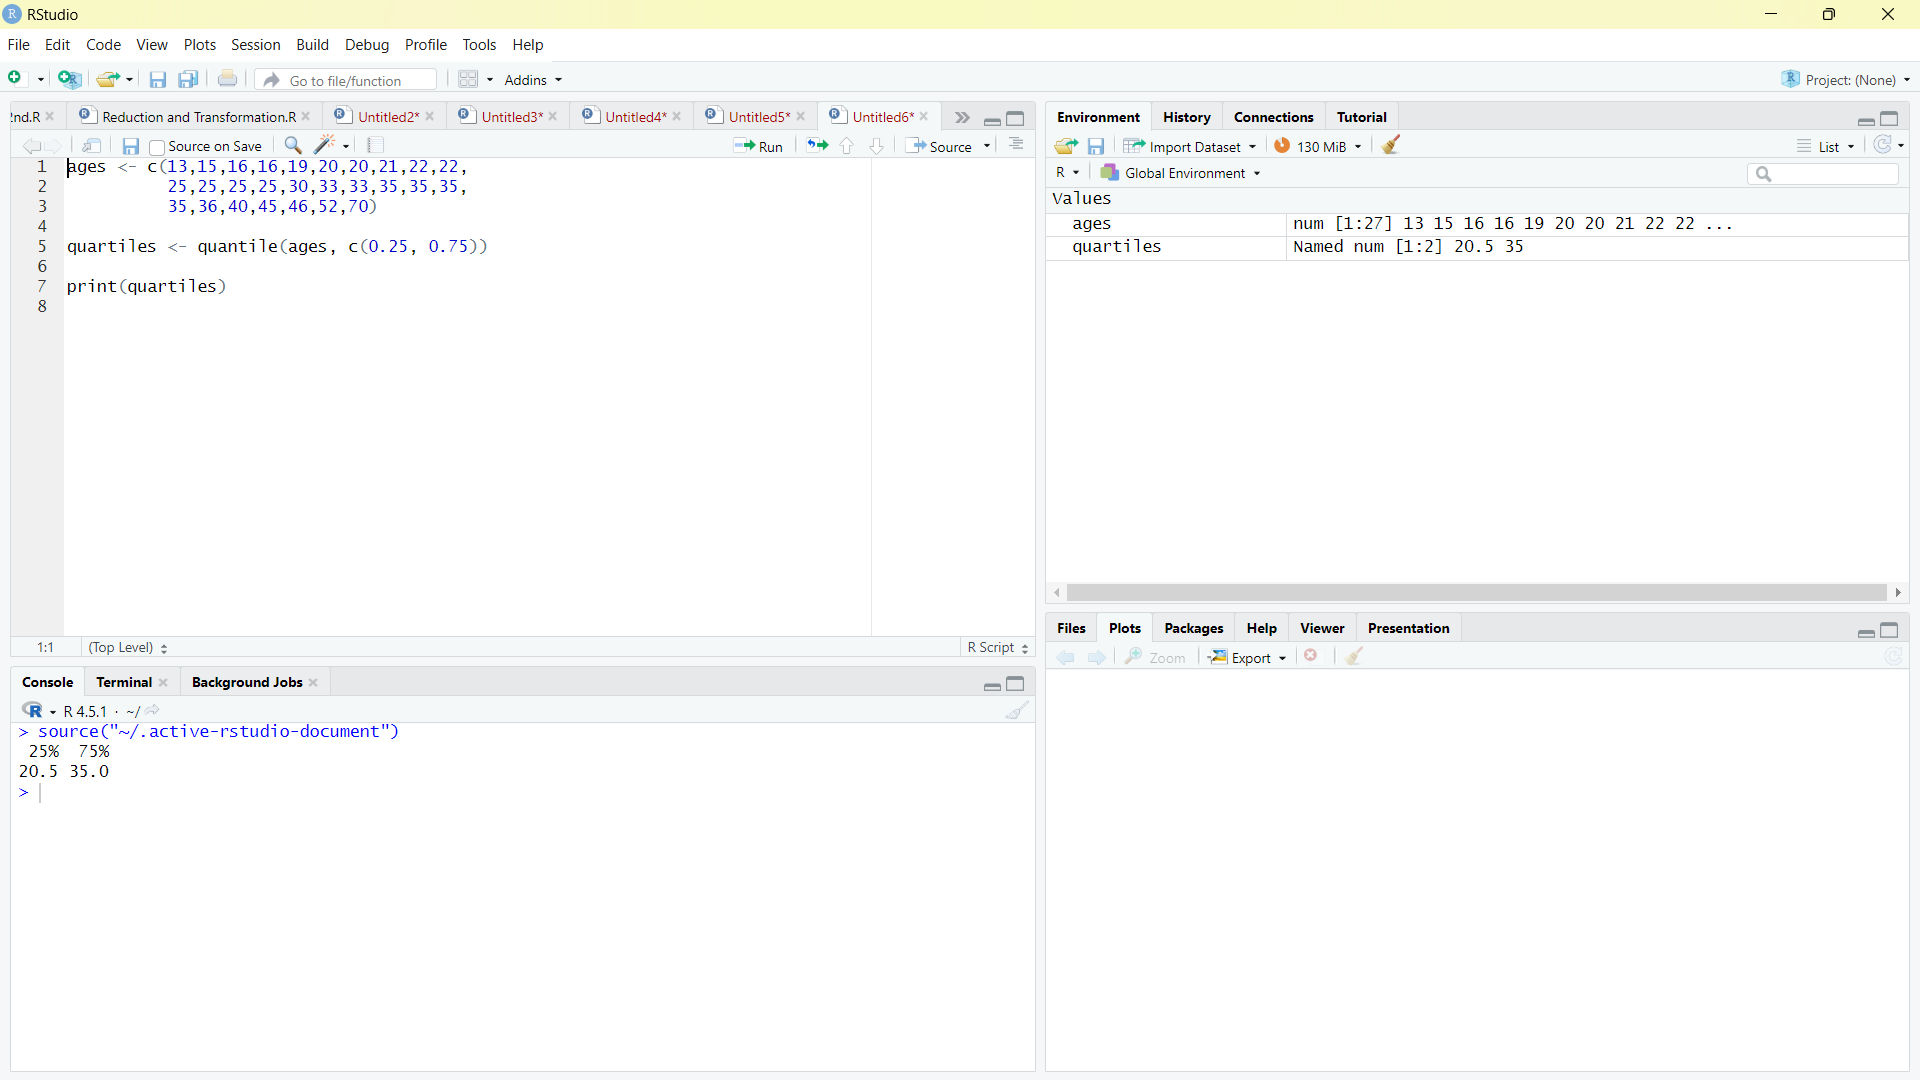 RStudio
File Edit Code View Plots Session Build Debug Profile Tools Help
Go to file/function Addins Project: (None)
2nd.R Reduction and Transformation.R Untitled2* Untitled3* Untitled4* Untitled5* Untitled6*
Source on Save Run Source
1 ages <- c(13,15,16,16,19,20,20,21,22,22,
2 25,25,25,25,30,33,33,35,35,35,
3 35,36,40,45,46,52,70)
4
5 quartiles <- quantile(ages, c(0.25, 0.75))
6
7 print(quartiles)
8
1:1 (Top Level) R Script
Console Terminal Background Jobs
R 4.5.1 · ~/
> source("~/.active-rstudio-document")
25% 75%
20.5 35.0
>
Environment History Connections Tutorial
Import Dataset 130 MiB List
R Global Environment
Values
ages num [1:27] 13 15 16 16 19 20 20 21 22 22 ...
quartiles Named num [1:2] 20.5 35
Files Plots Packages Help Viewer Presentation
Zoom Export